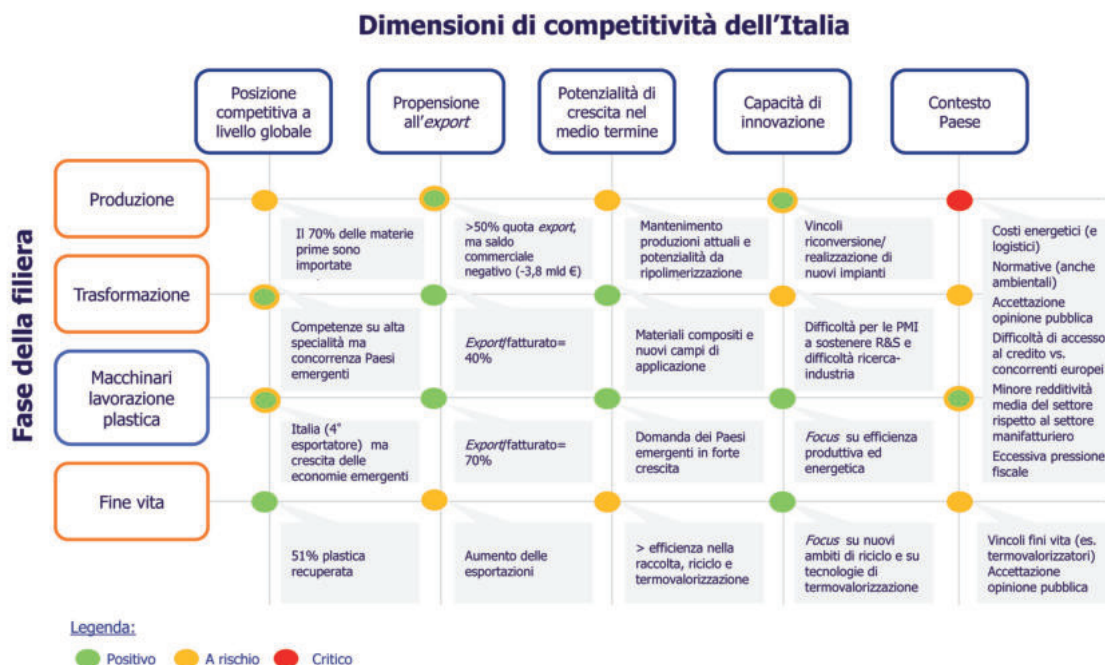 Dimensioni di competitività dell'Italia
Posizione
competitiva a
livello globale
Propensione
all'export
Potenzialità di
crescita nel
medio termine
Capacità di
innovazione
Contesto
Paese
Fase della filiera
Produzione
Il 70% delle materie
prime sono
importate
>50% quota export,
ma saldo
commerciale
negativo (-3,8 mld €)
Mantenimento
produzioni attuali e
potenzialità da
ripolimerizzazione
Vincoli
riconversione/
realizzazione di
nuovi impianti
Costi energetici (e
logistici)
Normative (anche
ambientali)
Accettazione
opinione pubblica
Difficoltà di accesso
al credito vs.
concorrenti europei
Minore redditività
media del settore
rispetto al settore
manifatturiero
Eccessiva pressione
fiscale
Trasformazione
Competenze su alta
specialità ma
concorrenza Paesi
emergenti
Export/fatturato=
40%
Materiali compositi e
nuovi campi di
applicazione
Difficoltà per le PMI
a sostenere R&S e
difficoltà ricerca-
industria
Macchinari
lavorazione
plastica
Italia (4°
esportatore) ma
crescita delle
economie emergenti
Export/fatturato=
70%
Domanda dei Paesi
emergenti in forte
crescita
Focus su efficienza
produttiva ed
energetica
Fine vita
51% plastica
recuperata
Aumento delle
esportazioni
> efficienza nella
raccolta, riciclo e
termovalorizzazione
Focus su nuovi
ambiti di riciclo e su
tecnologie di
termovalorizzazione
Vincoli fini vita (es.
termovalorizzatori)
Accettazione
opinione pubblica
Legenda:
Positivo
A rischio
Critico